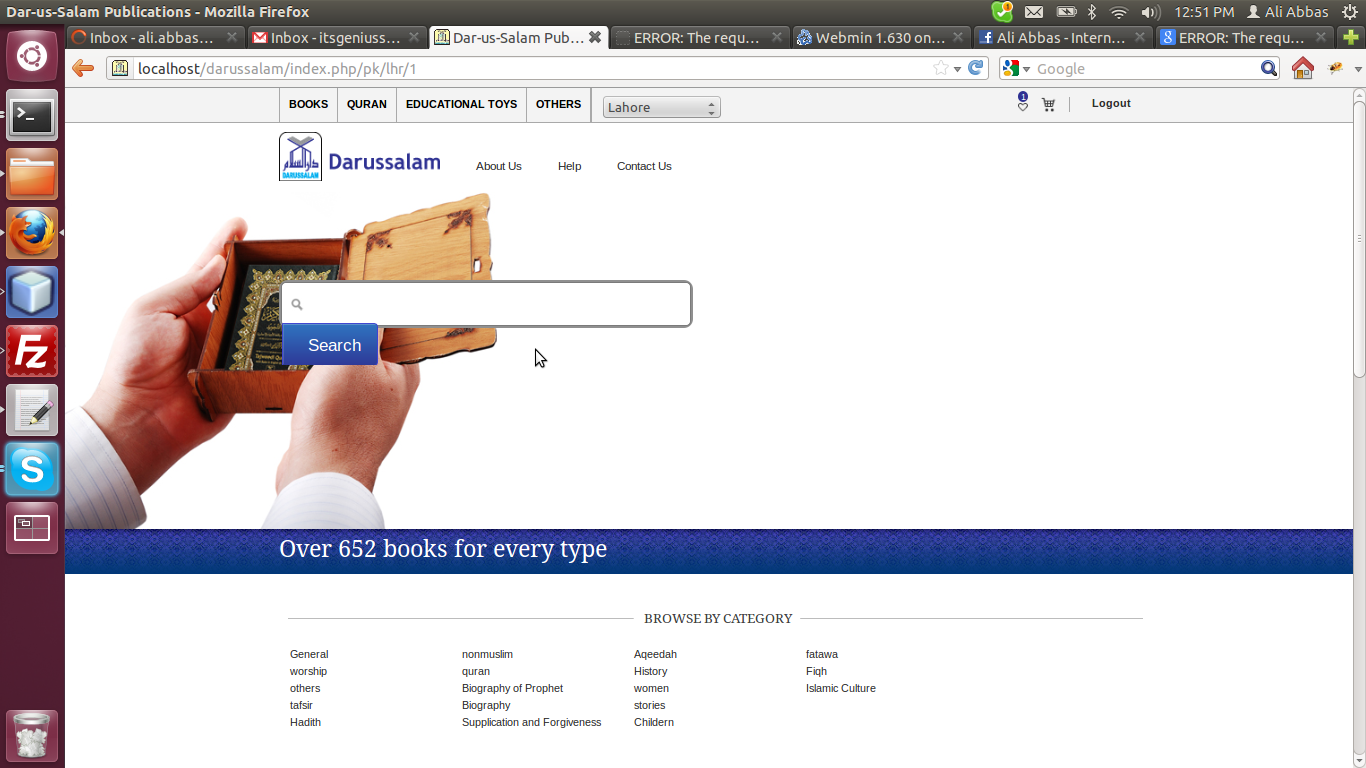 Dar-us-Salam Publications - Mozilla Firefox
12:51 PM Ali Abbas
Inbox - ali.abbas... Inbox - itsgeniuss... Dar-us-Salam Pub... ERROR: The requ... Webmin 1.630 on... Ali Abbas - Intern... ERROR: The requ...
localhost/darussalam/index.php/pk/lhr/1
Google
BOOKS QURAN EDUCATIONAL TOYS OTHERS Lahore 1 Logout
DARUSSALAM Darussalam About Us Help Contact Us
Search
Over 652 books for every type
BROWSE BY CATEGORY
General nonmuslim Aqeedah fatawa
worship quran History Fiqh
others Biography of Prophet women Islamic Culture
tafsir Biography stories
Hadith Supplication and Forgiveness Childern